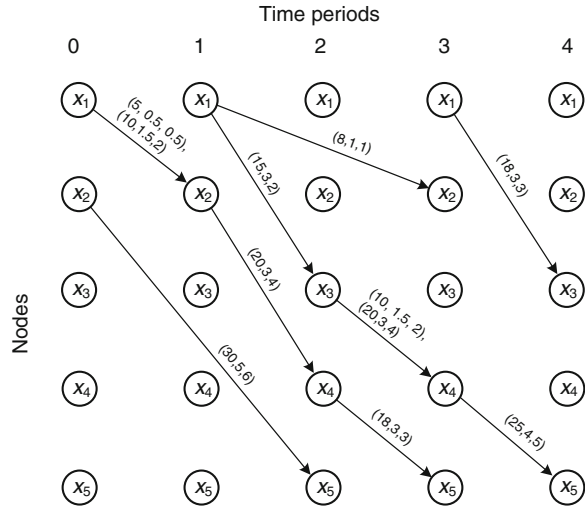 Time periods
0 1 2 3 4
x1 x1 x1 x1 x1
(5, 0.5, 0.5),
(10,1.5,2)
(8,1,1)
(15,3,2)
(18,3,3)
x2 x2 x2 x2 x2
(20,3,4)
Nodes
x3 x3 x3 x3 x3
(10, 1.5, 2),
(20,3,4)
(30,5,6)
x4 x4 x4 x4 x4
(18,3,3)
(25,4,5)
x5 x5 x5 x5 x5